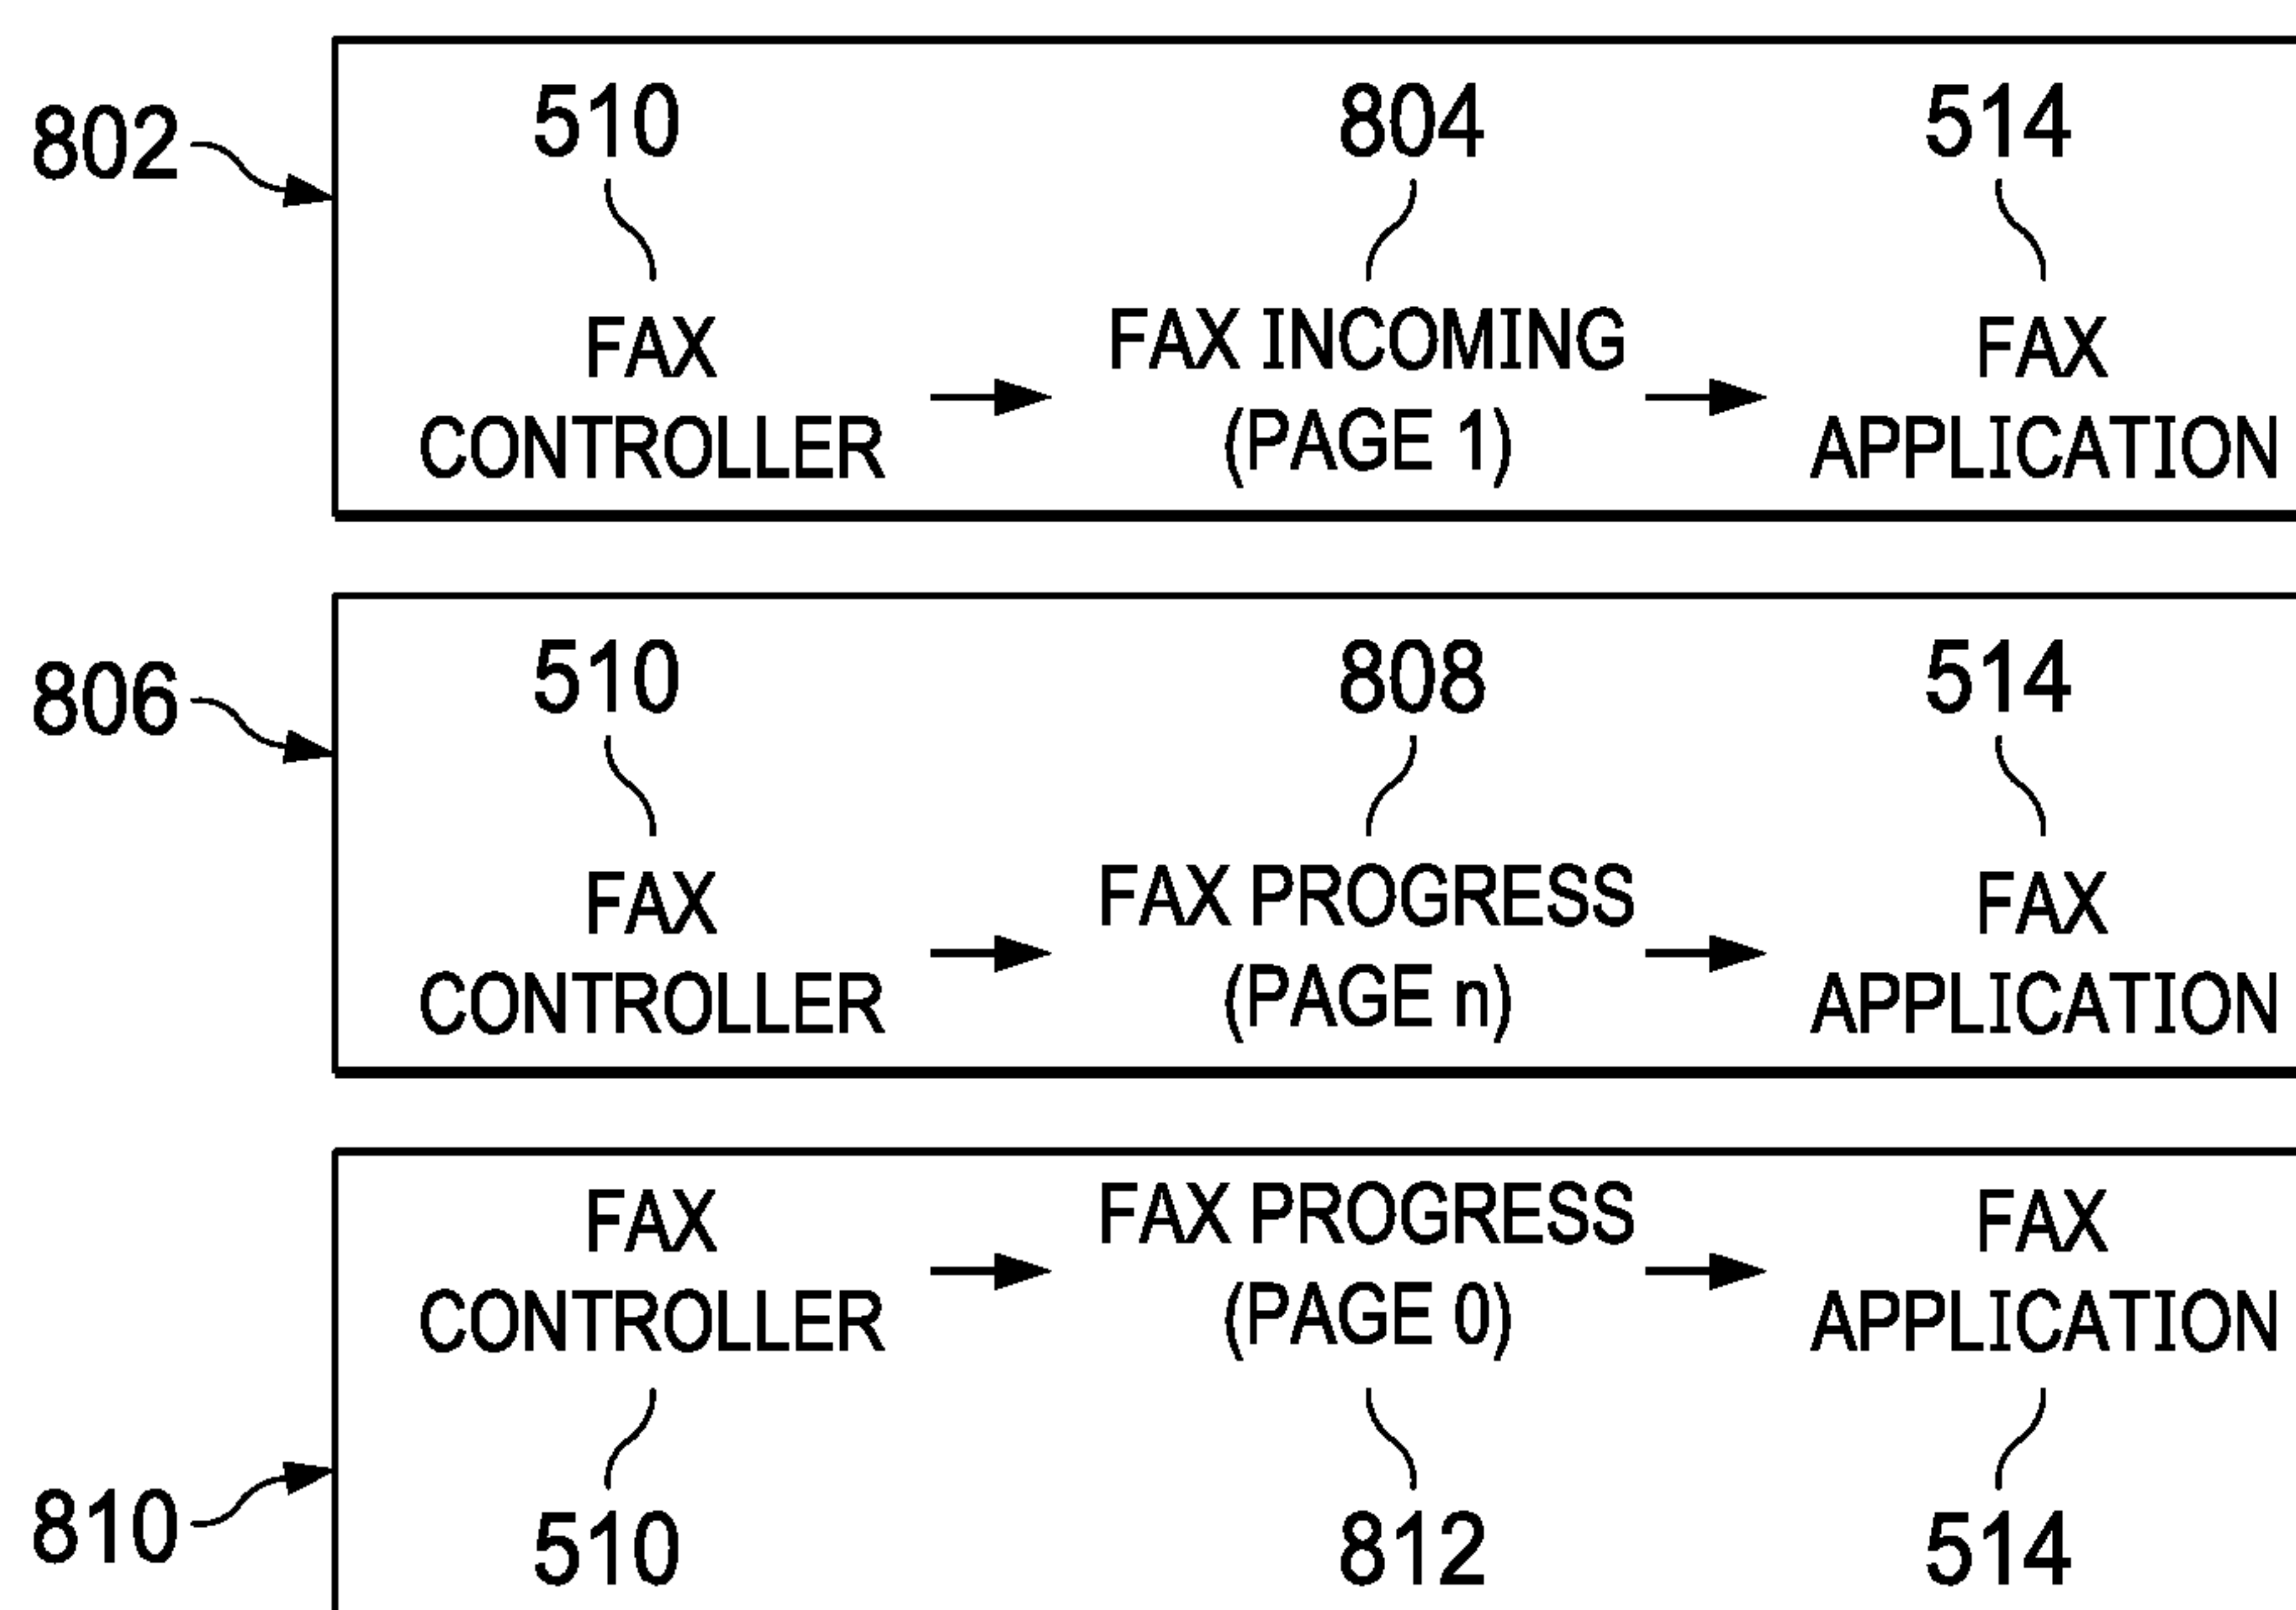 802
510 804 514
FAX CONTROLLER → FAX INCOMING (PAGE 1) → FAX APPLICATION
806
510 808 514
FAX CONTROLLER → FAX PROGRESS (PAGE n) → FAX APPLICATION
FAX CONTROLLER → FAX PROGRESS (PAGE 0) → FAX APPLICATION
810
510 812 514